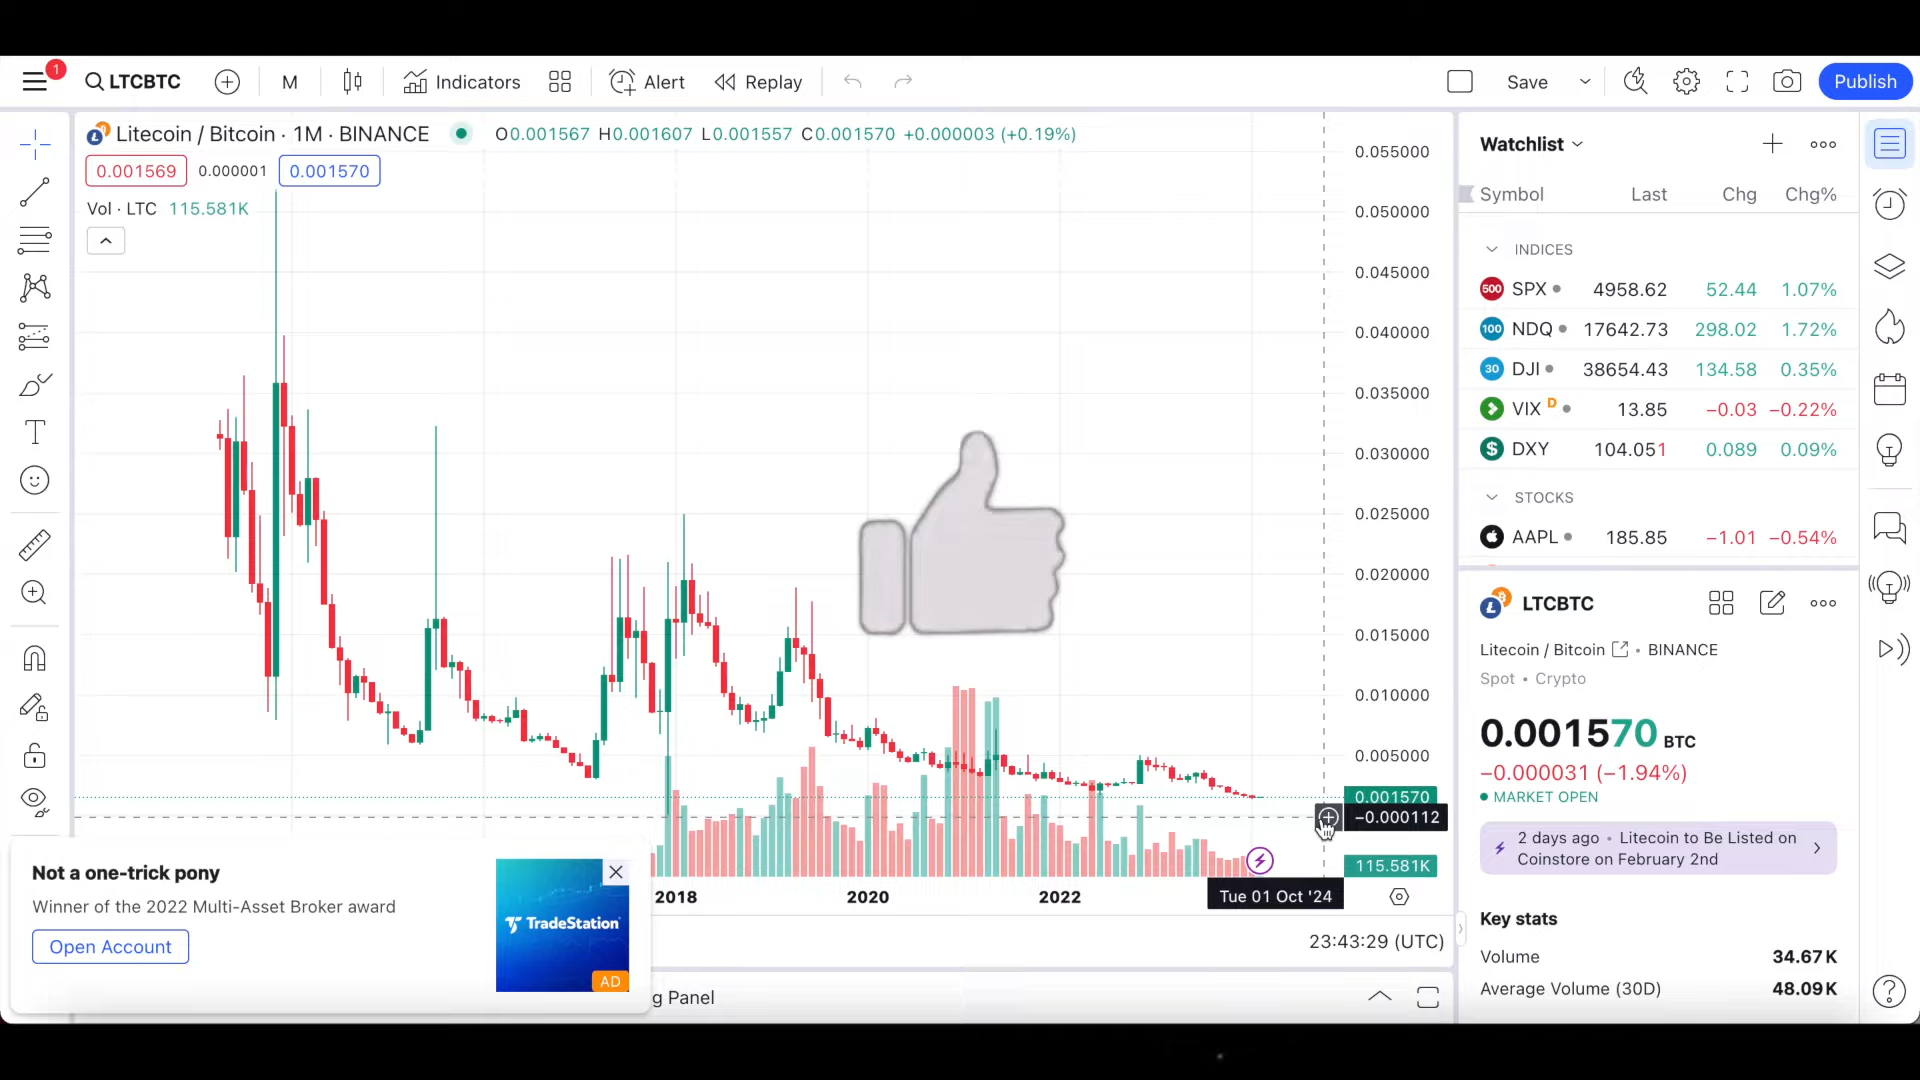 1
LTCBTC
M
Indicators
Alert
Replay
Save
Publish
Litecoin / Bitcoin · 1M · BINANCE
O0.001567 H0.001607 L0.001557 C0.001570 +0.000003 (+0.19%)
0.001569
0.000001
0.001570
Vol · LTC 115.581K
0.055000
0.050000
0.045000
0.040000
0.035000
0.030000
0.025000
0.020000
0.015000
0.010000
0.005000
0.001570
−0.000112
115.581K
2018
2020
2022
Tue 01 Oct '24
23:43:29 (UTC)
g Panel
Not a one-trick pony
Winner of the 2022 Multi-Asset Broker award
Open Account
TradeStation
AD
Watchlist
Symbol Last Chg Chg%
INDICES
500 SPX 4958.62 52.44 1.07%
100 NDQ 17642.73 298.02 1.72%
30 DJI 38654.43 134.58 0.35%
VIX D 13.85 −0.03 −0.22%
$ DXY 104.051 0.089 0.09%
STOCKS
AAPL 185.85 −1.01 −0.54%
LTCBTC
Litecoin / Bitcoin • BINANCE
Spot • Crypto
0.001570 BTC
−0.000031 (−1.94%)
MARKET OPEN
2 days ago • Litecoin to Be Listed on
Coinstore on February 2nd
Key stats
Volume 34.67K
Average Volume (30D) 48.09K